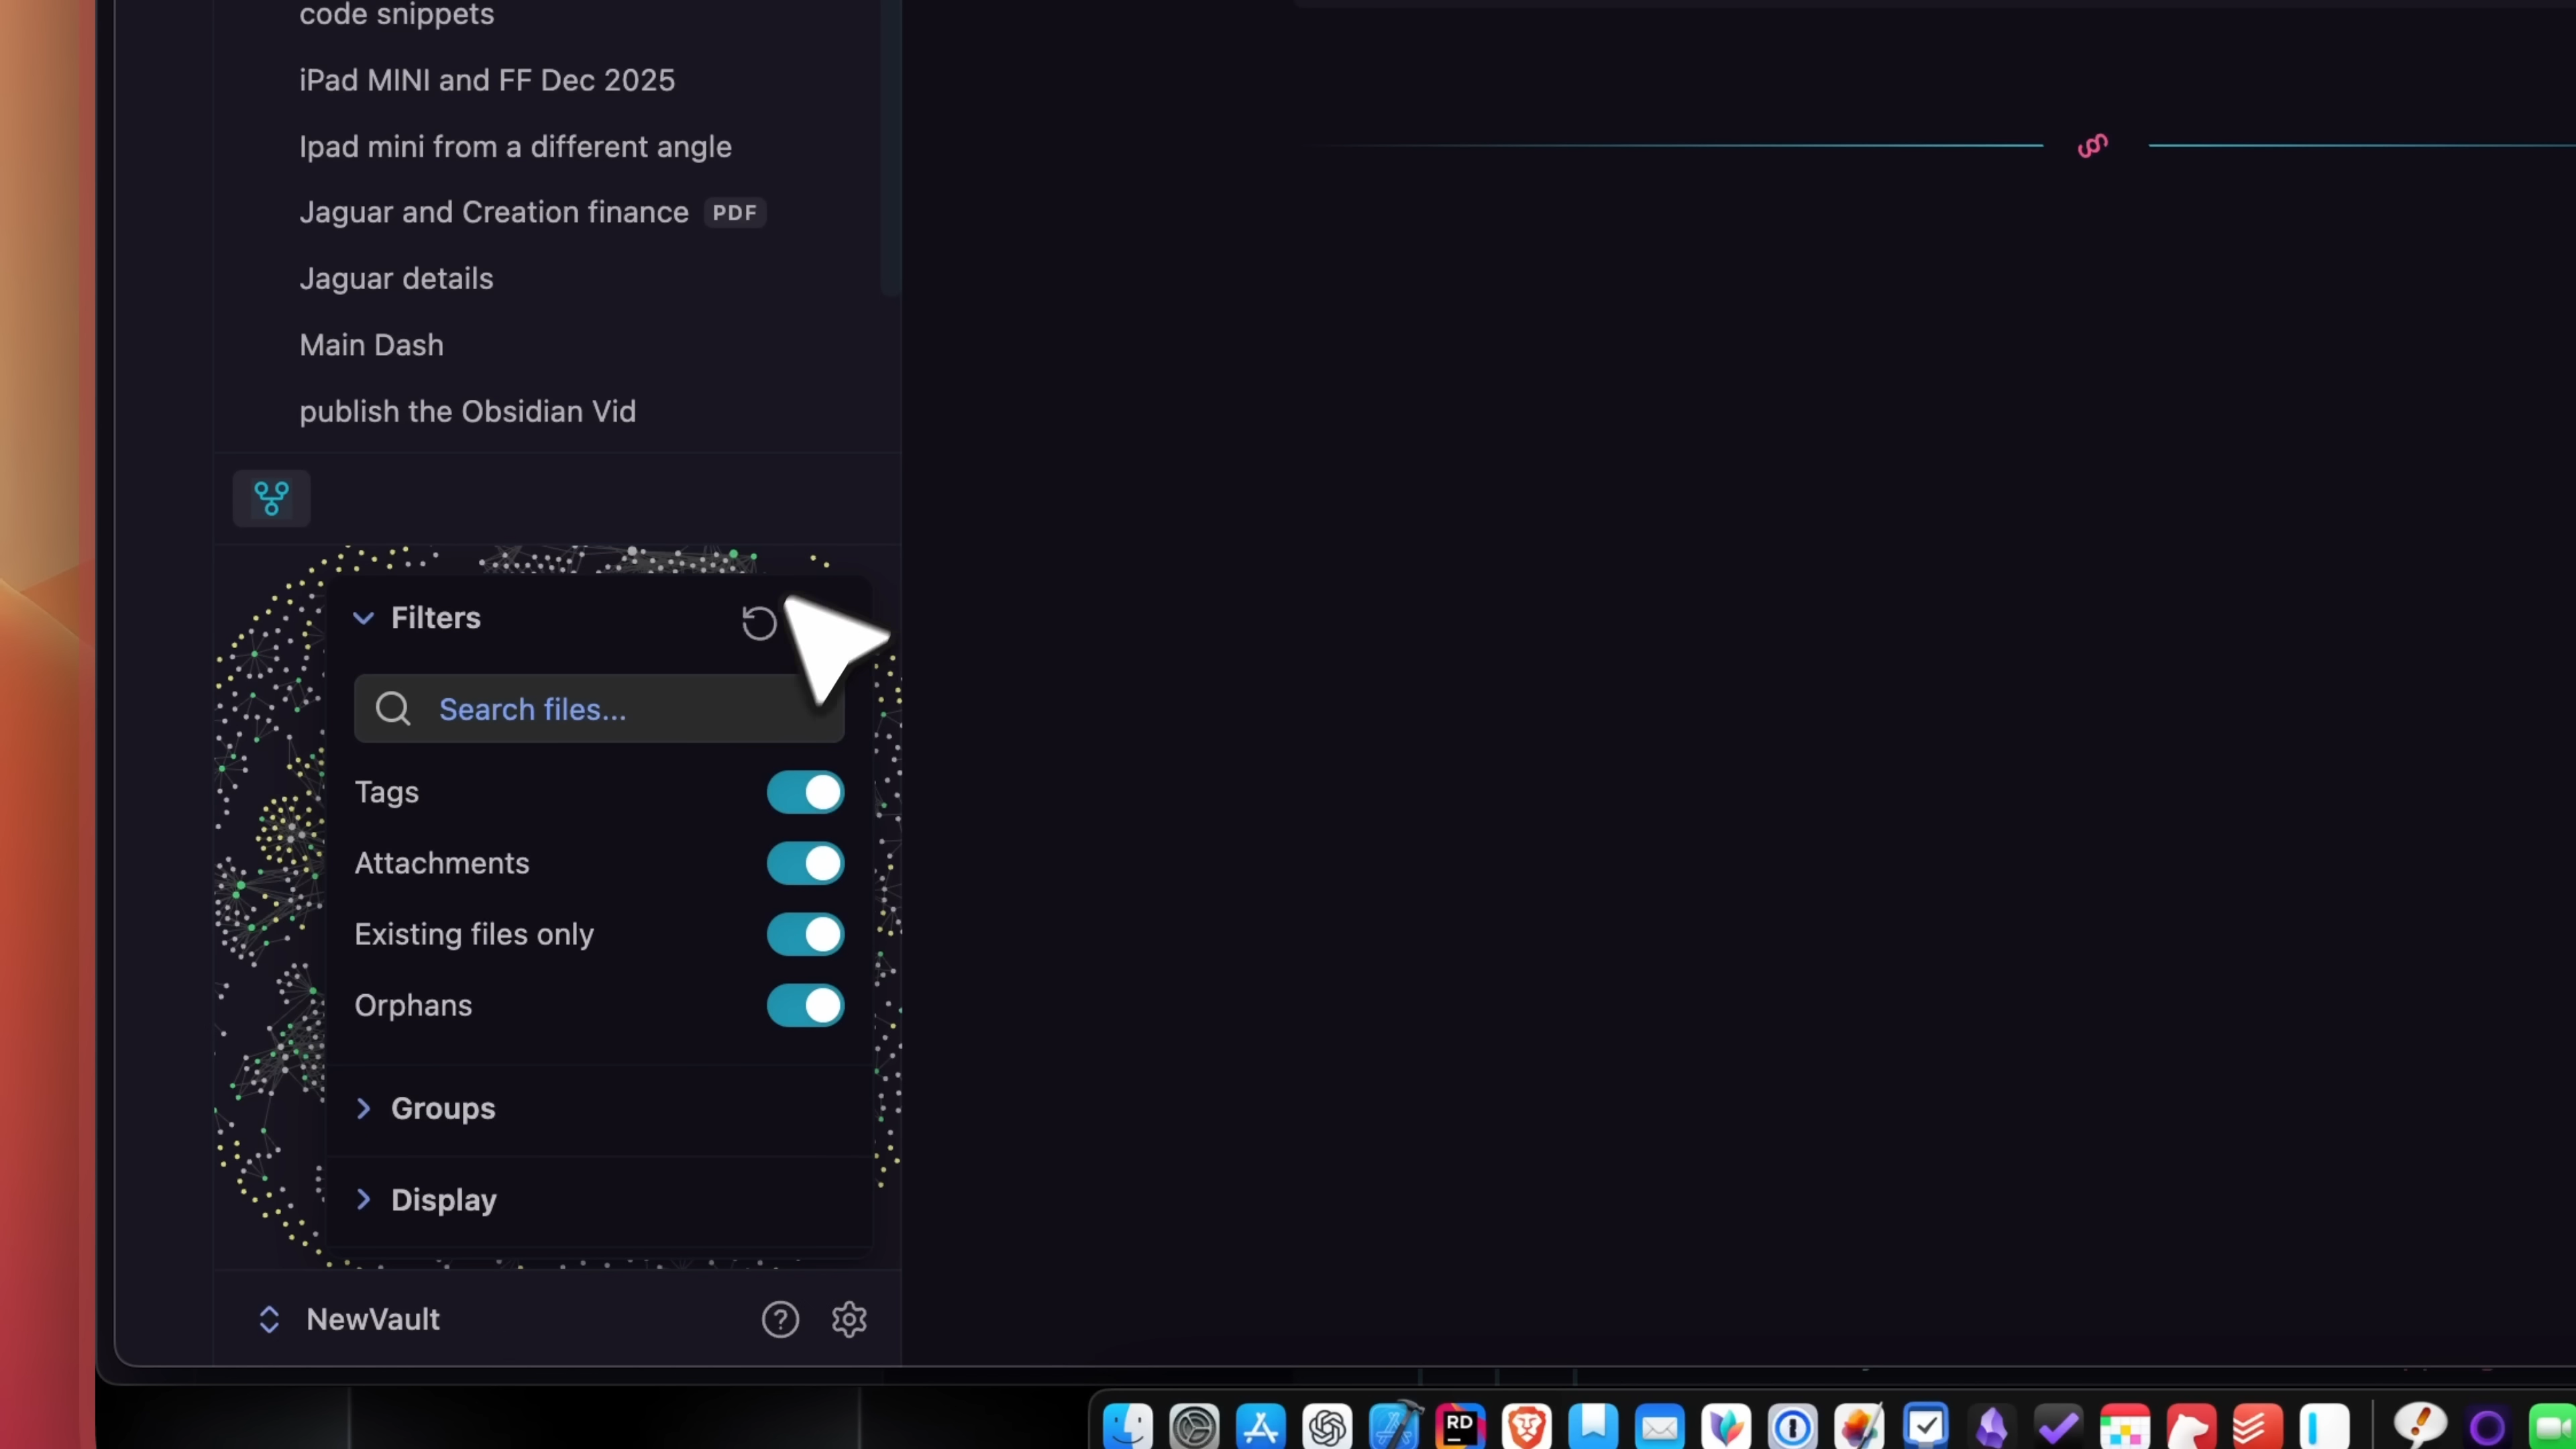 code snippets
iPad MINI and FF Dec 2025
Ipad mini from a different angle
Jaguar and Creation finance PDF
Jaguar details
Main Dash
publish the Obsidian Vid
Filters
Search files...
Tags
Attachments
Existing files only
Orphans
Groups
Display
NewVault
RD